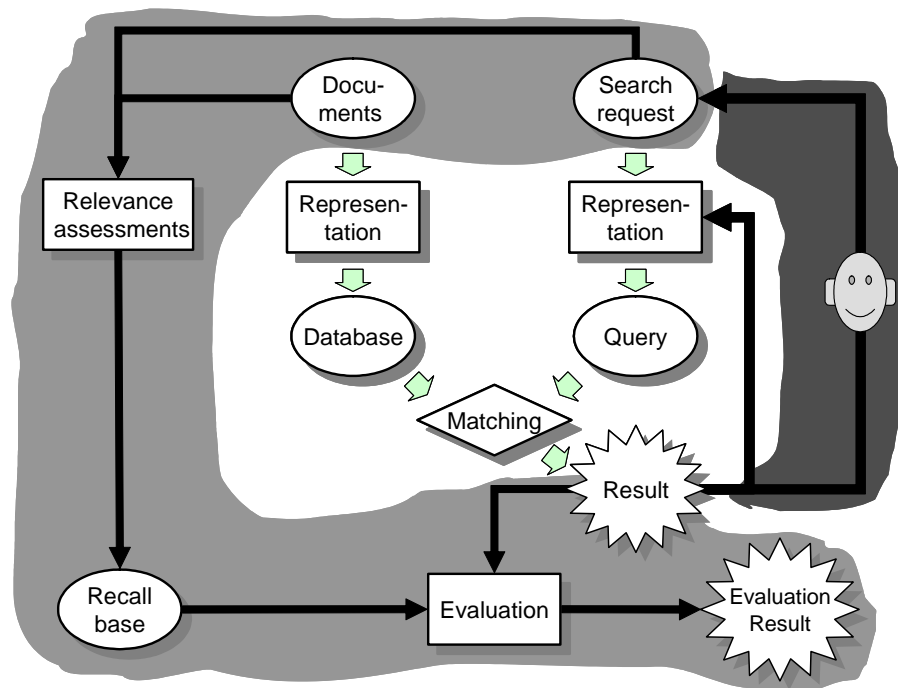 Docu-
ments
Search
request
Relevance
assessments
Represen-
tation
Represen-
tation
Database
Query
Matching
Result
Recall
base
Evaluation
Evaluation
Result